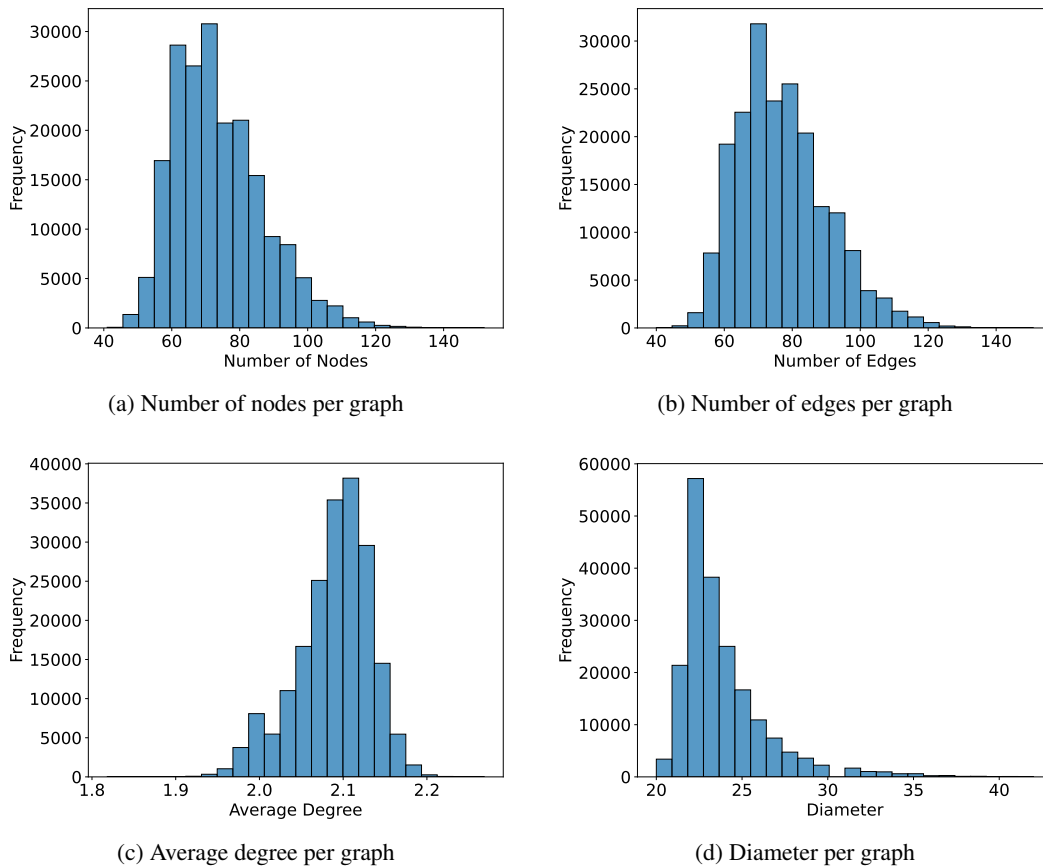 30000
25000
20000
15000
10000
5000
0
Frequency
40 60 80 100 120 140
Number of Nodes
(a) Number of nodes per graph
30000
25000
20000
15000
10000
5000
0
Frequency
40 60 80 100 120 140
Number of Edges
(b) Number of edges per graph
40000
35000
30000
25000
20000
15000
10000
5000
0
Frequency
1.8 1.9 2.0 2.1 2.2
Average Degree
(c) Average degree per graph
60000
50000
40000
30000
20000
10000
0
Frequency
20 25 30 35 40
Diameter
(d) Diameter per graph